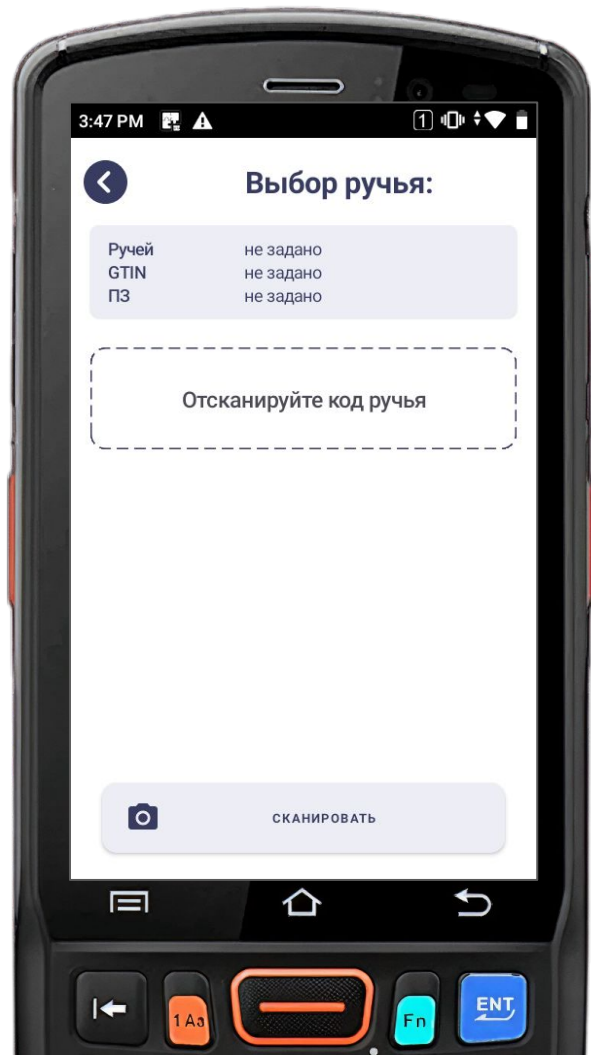 3:47 PM
1
Выбор ручья:
Ручей не задано
GTIN не задано
ПЗ не задано
Отсканируйте код ручья
СКАНИРОВАТЬ
1 Aa
Fn
ENT